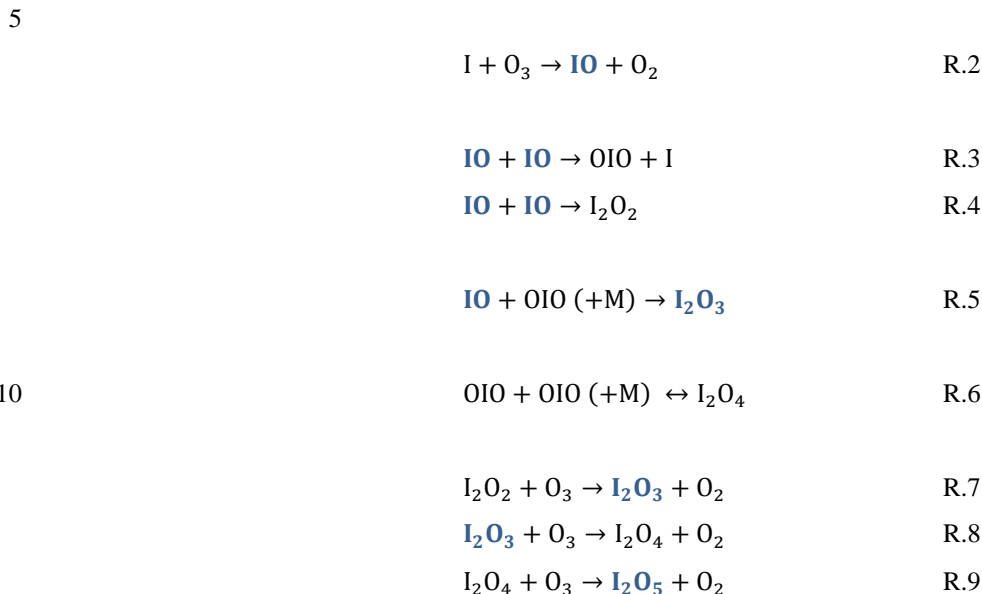 5
I + O₃ → IO + O₂ R.2
IO + IO → OIO + I R.3
IO + IO → I₂O₂ R.4
IO + OIO (+M) → I₂O₃ R.5
10 OIO + OIO (+M) ↔ I₂O₄ R.6
I₂O₂ + O₃ → I₂O₃ + O₂ R.7
I₂O₃ + O₃ → I₂O₄ + O₂ R.8
I₂O₄ + O₃ → I₂O₅ + O₂ R.9